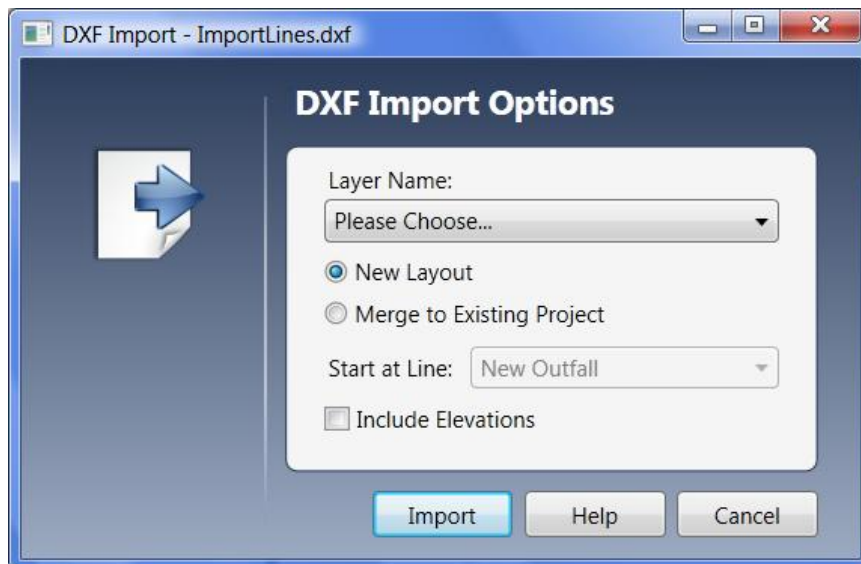 DXF Import - ImportLines.dxf
DXF Import Options
Layer Name:
Please Choose...
New Layout
Merge to Existing Project
Start at Line: New Outfall
Include Elevations
Import Help Cancel